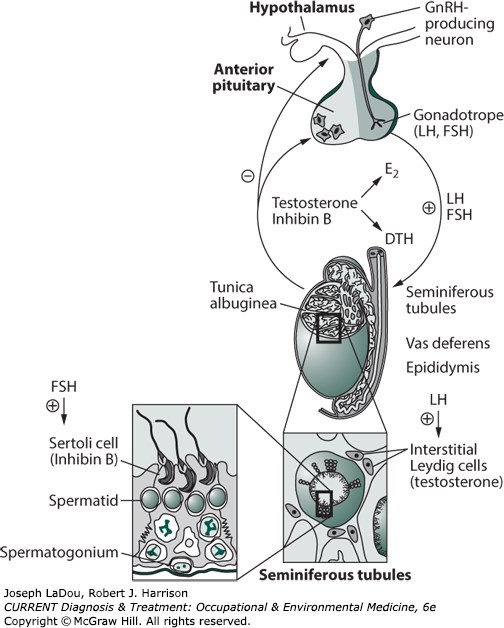 Hypothalamus
GnRH-
producing
neuron
Anterior
pituitary
Gonadotrope
(LH, FSH)
−
E2
Testosterone
Inhibin B
DTH
+
LH
FSH
Tunica
albuginea
Seminiferous
tubules
Vas deferens
Epididymis
FSH
+
LH
+
Sertoli cell
(Inhibin B)
Interstitial
Leydig cells
(testosterone)
Spermatid
Spermatogonium
Seminiferous tubules
Joseph LaDou, Robert J. Harrison
CURRENT Diagnosis & Treatment: Occupational & Environmental Medicine, 6e
Copyright © McGraw Hill. All rights reserved.